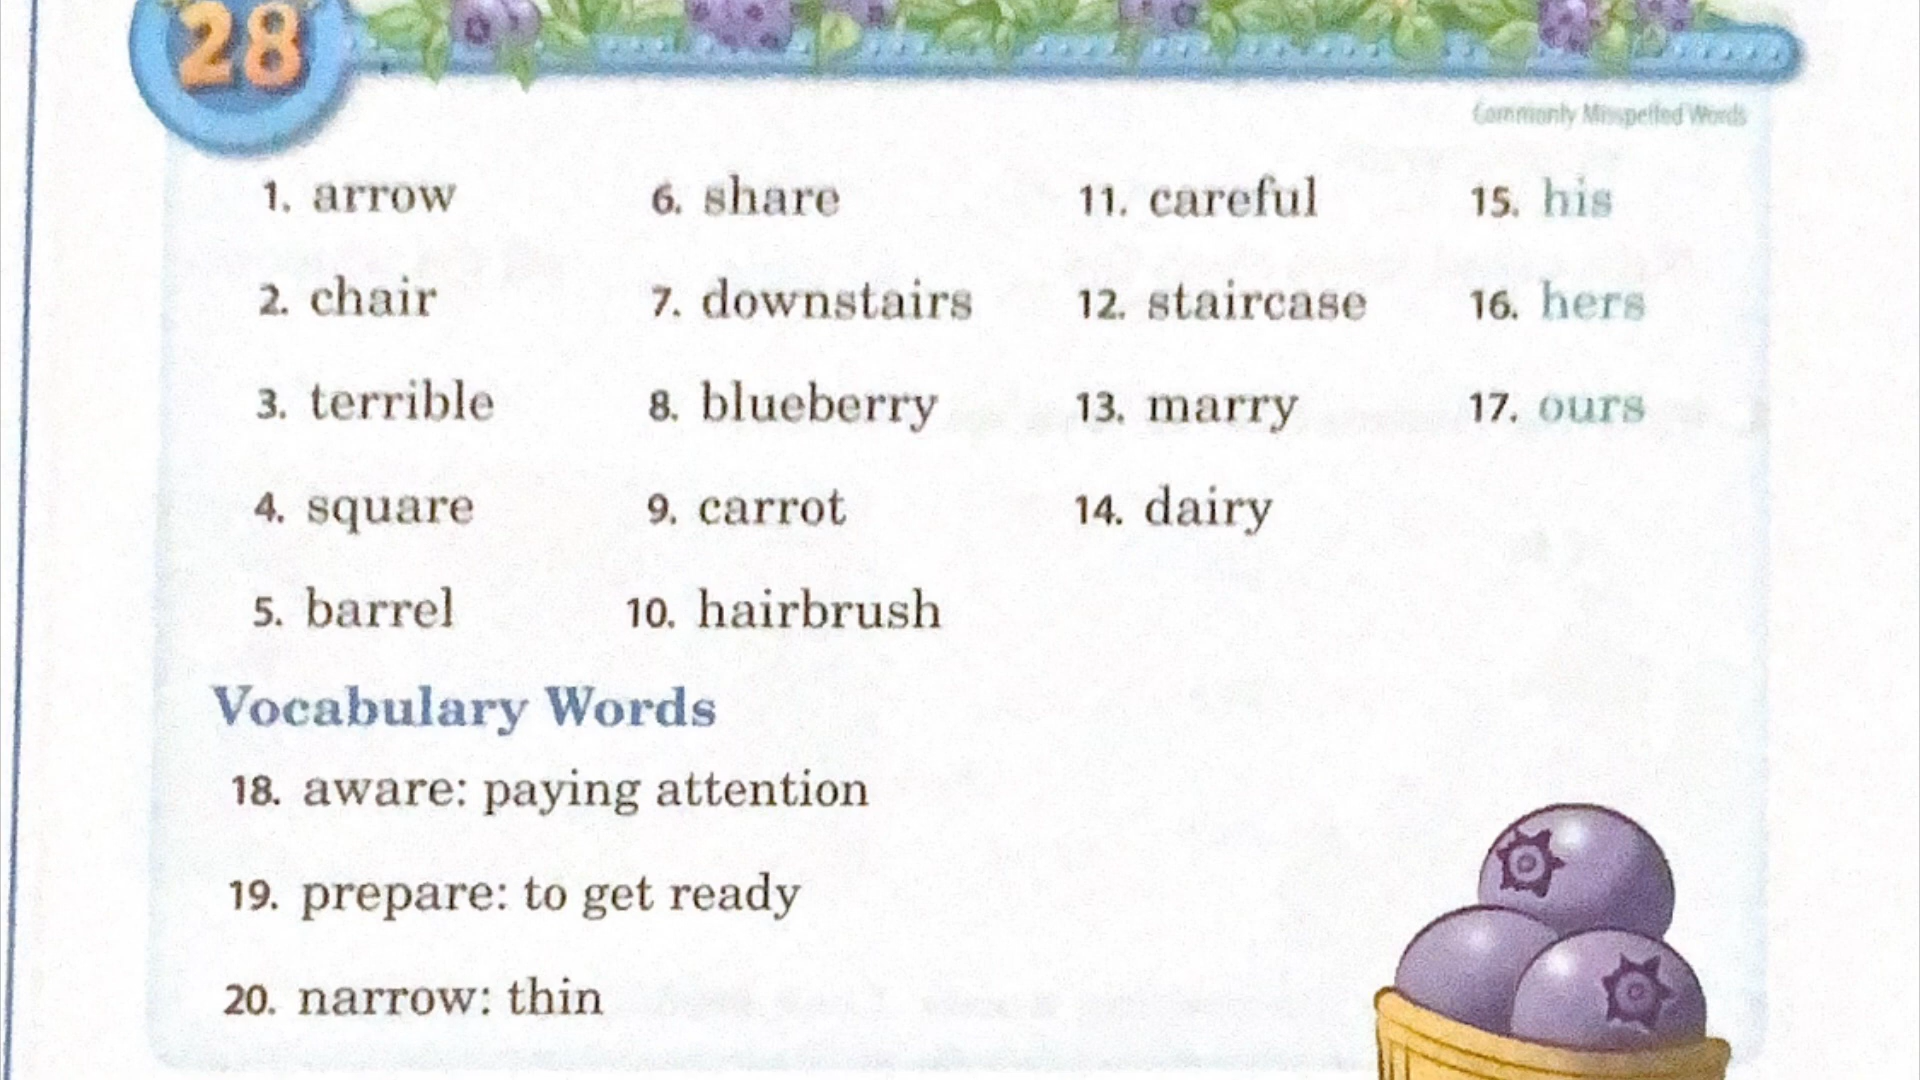 28
Commonly Misspelled Words
1. arrow
2. chair
3. terrible
4. square
5. barrel
6. share
7. downstairs
8. blueberry
9. carrot
10. hairbrush
11. careful
12. staircase
13. marry
14. dairy
15. his
16. hers
17. ours
Vocabulary Words
18. aware: paying attention
19. prepare: to get ready
20. narrow: thin